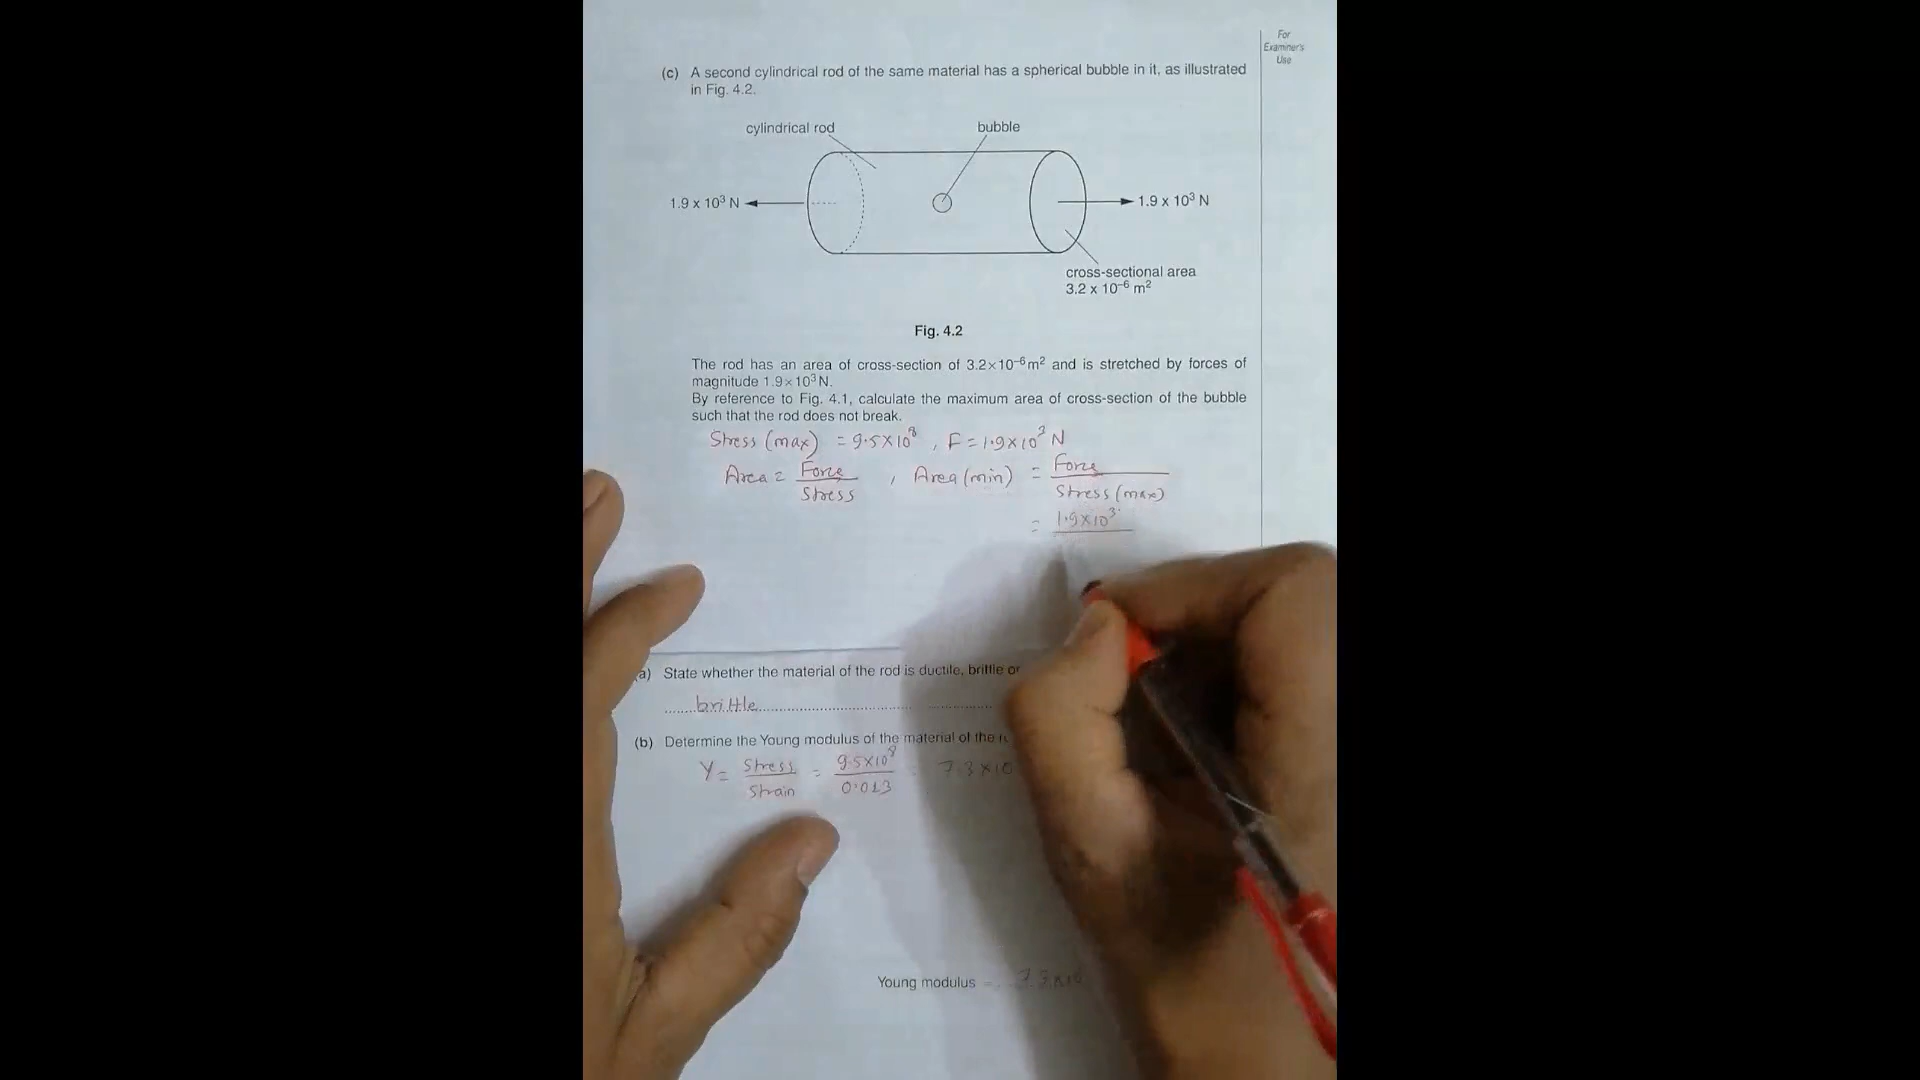 For
Examiner's
Use
(c) A second cylindrical rod of the same material has a spherical bubble in it, as illustrated
in Fig. 4.2.
cylindrical rod
bubble
1.9 x 10³ N
1.9 x 10³ N
cross-sectional area
3.2 x 10⁻⁶ m²
Fig. 4.2
The rod has an area of cross-section of 3.2×10⁻⁶m² and is stretched by forces of
magnitude 1.9×10³N.
By reference to Fig. 4.1, calculate the maximum area of cross-section of the bubble
such that the rod does not break.
Stress (max) = 9.5×10⁸, F = 1.9×10³ N
Area = Force / Stress, Area (min) = Force / Stress (max)
= 1.9×10³
a) State whether the material of the rod is ductile, brittle or
brittle
(b) Determine the Young modulus of the material of the
Y = Stress / Strain = 9.5×10⁸ / 0.013 = 7.3×10
Young modulus = 7.3×10